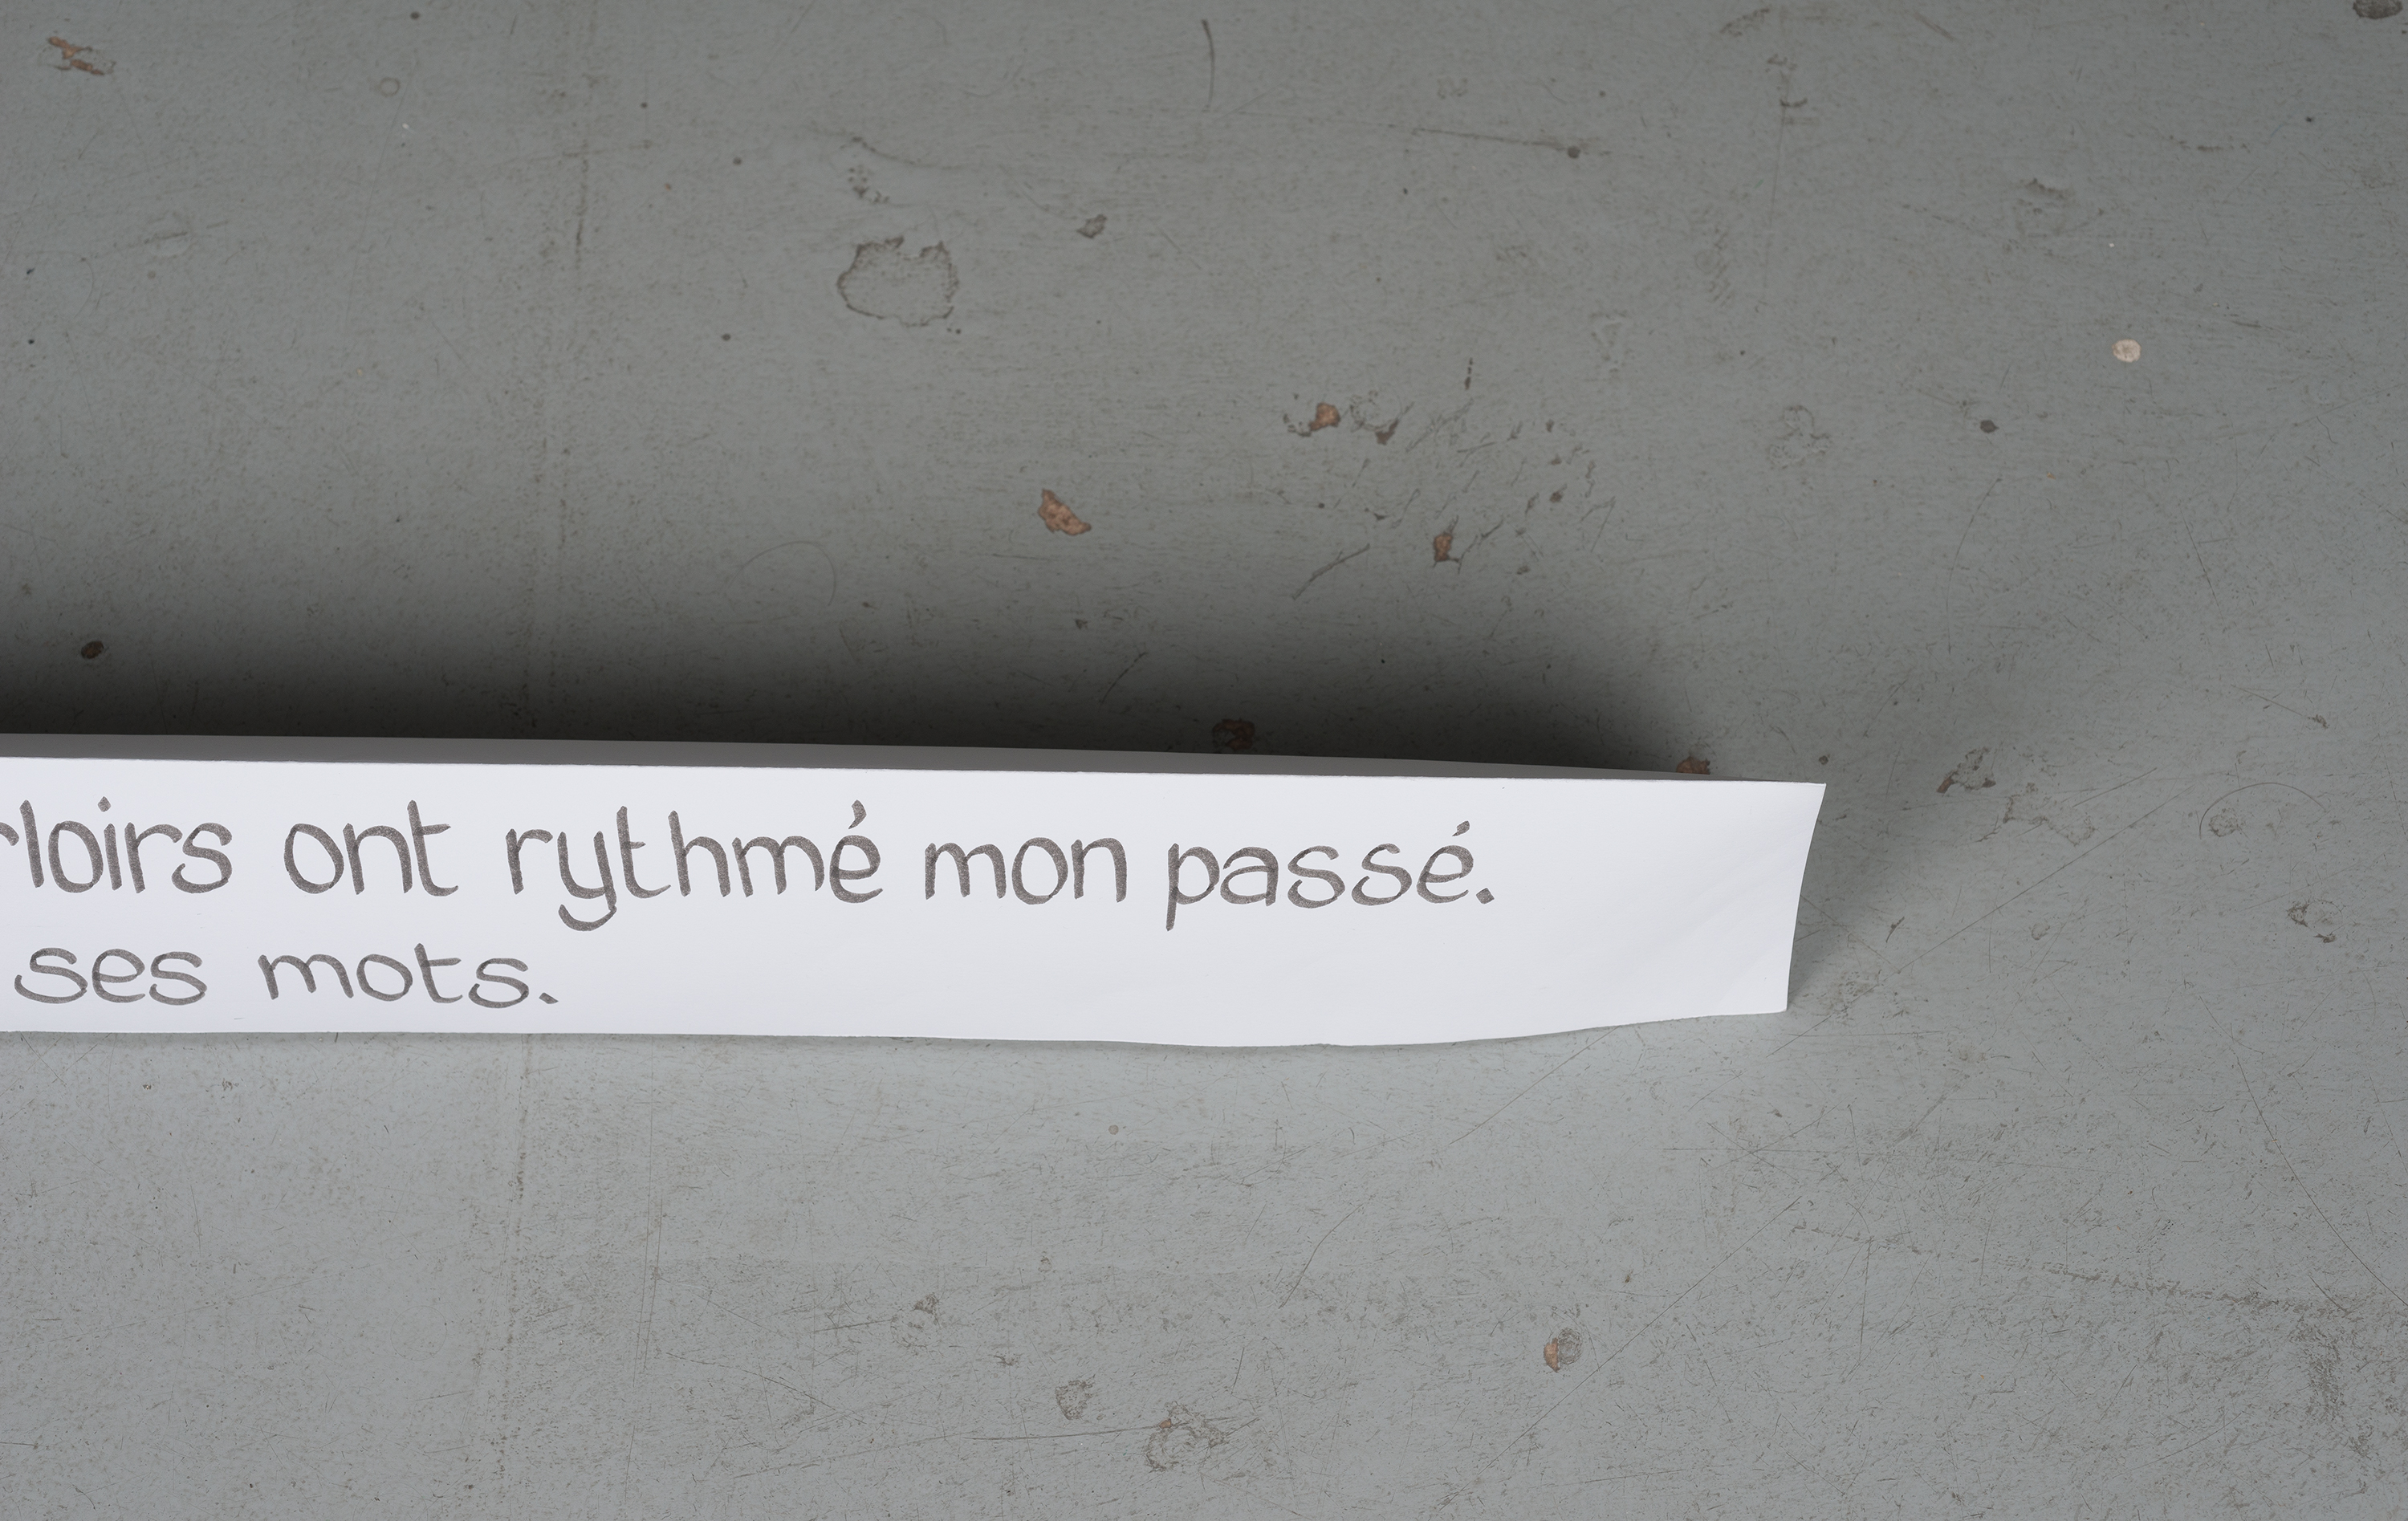 rloirs ont rythmé mon passé.
ses mots.